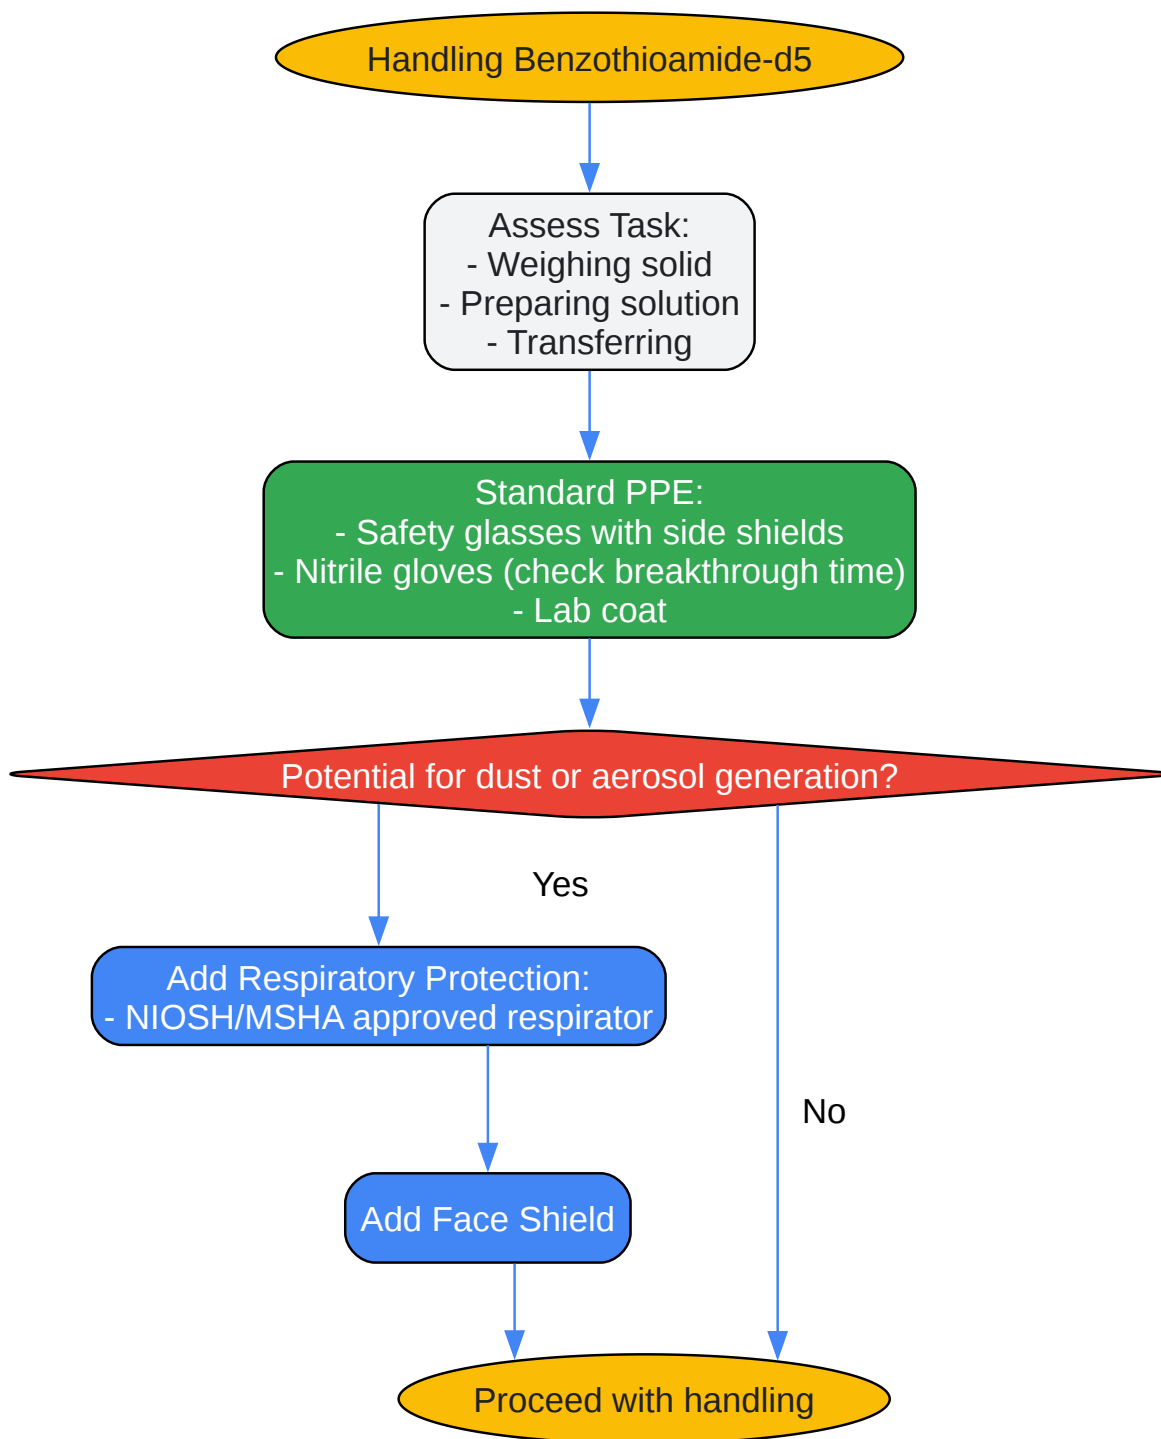 Handling Benzothioamide-d5
Assess Task:
- Weighing solid
- Preparing solution
- Transferring
Standard PPE:
- Safety glasses with side shields
- Nitrile gloves (check breakthrough time)
- Lab coat
Potential for dust or aerosol generation?
Yes
Add Respiratory Protection:
- NIOSH/MSHA approved respirator
No
Add Face Shield
Proceed with handling